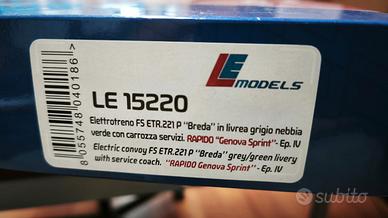 8 055748 040186 >
LE MODELS
LE 15220
Elettrotreno FS ETR.221 P "Breda" in livrea grigio nebbia
verde con carrozza servizi. RAPIDO "Genova Sprint"- Ep. IV
Electric convoy FS ETR.221 P "Breda" grey/green livery
with service coach. "RAPIDO Genova Sprint" - Ep. IV
subito